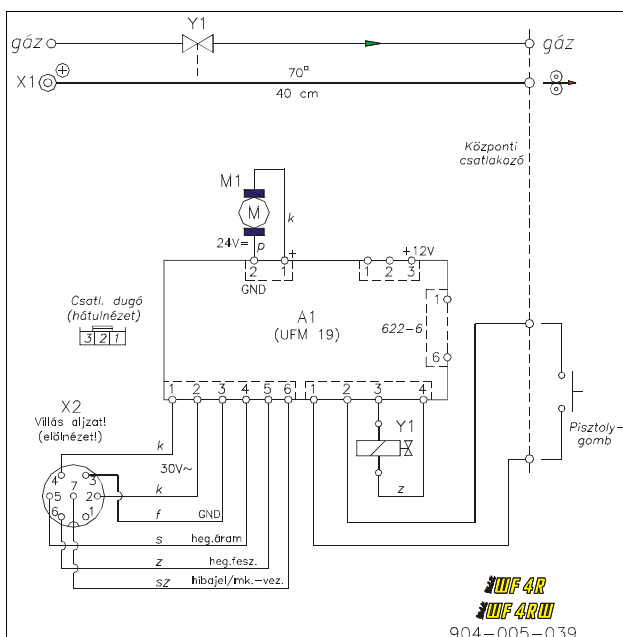 Y1
gáz
gáz
X1
+
70°
40 cm
Központi
csatlakozó
M1
M
k
24V=
p
+
+12V
2
1
1
2
3
GND
Csatl. dugó
(hátulnézet)
3 2 1
A1
(UFM 19)
622-6
1
6
1 2 3 4 5 6
1 2 3 4
X2
Villás aljzat!
(előlnézet!)
k
30V~
Y1
Pisztoly-
gomb
4
3
5
7
2
6
1
k
z
f
GND
s
heg.áram
z
heg.fesz.
sz
hibajel/mk.-vez.
WF 4R
WF 4RW
904-005-039